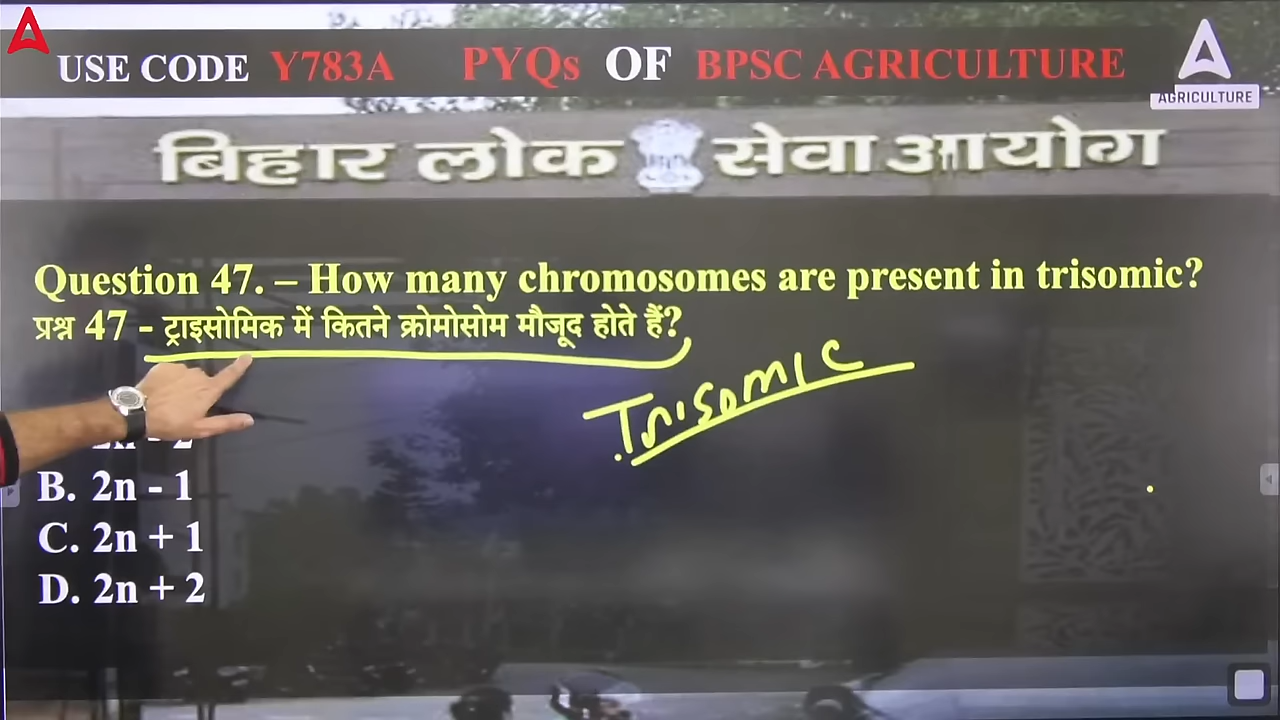 USE CODE Y783A PYQs OF BPSC AGRICULTURE
AGRICULTURE
बिहार लोक सेवा आयोग
Question 47. – How many chromosomes are present in trisomic?
प्रश्न 47 - ट्राइसोमिक में कितने क्रोमोसोम मौजूद होते हैं?
Trisomic
B. 2n - 1
C. 2n + 1
D. 2n + 2